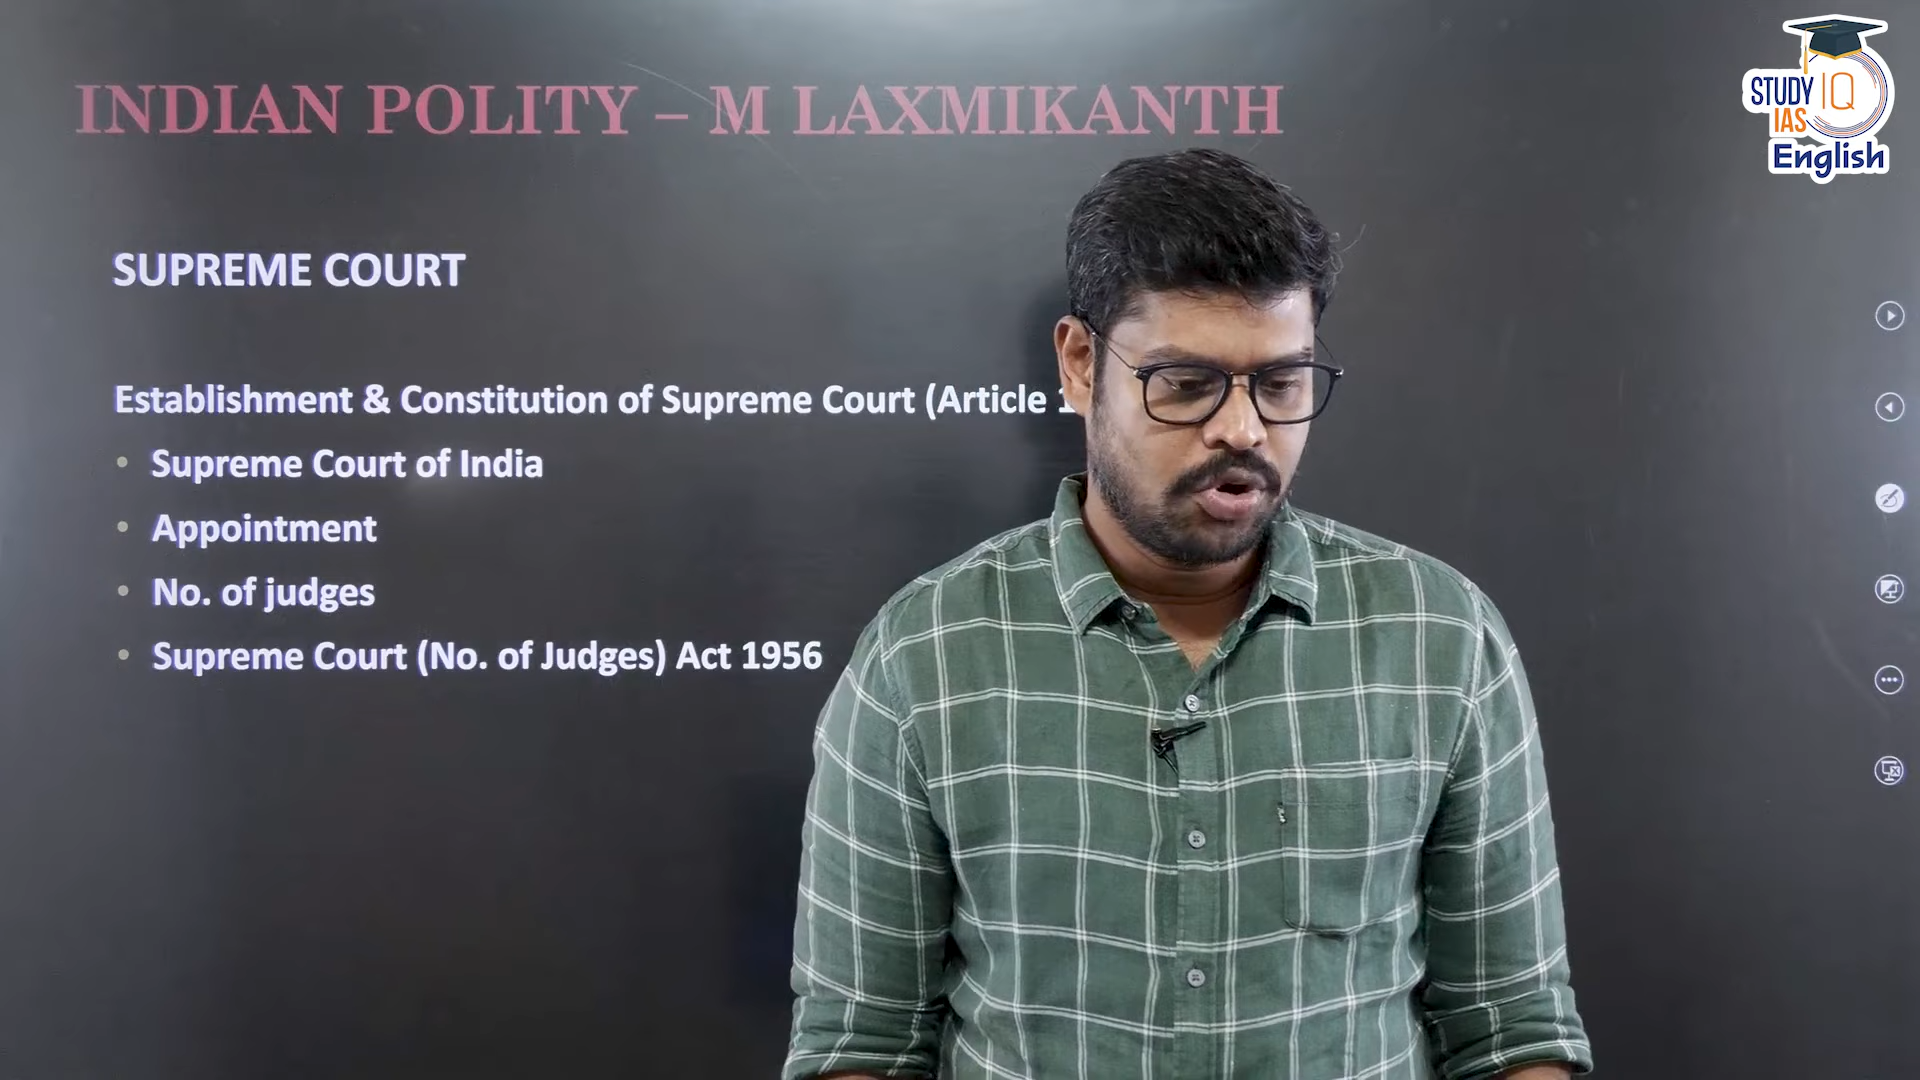 INDIAN POLITY – M LAXMIKANTH
STUDY IQ
IAS
English
SUPREME COURT
Establishment & Constitution of Supreme Court (Article
• Supreme Court of India
• Appointment
• No. of judges
• Supreme Court (No. of Judges) Act 1956